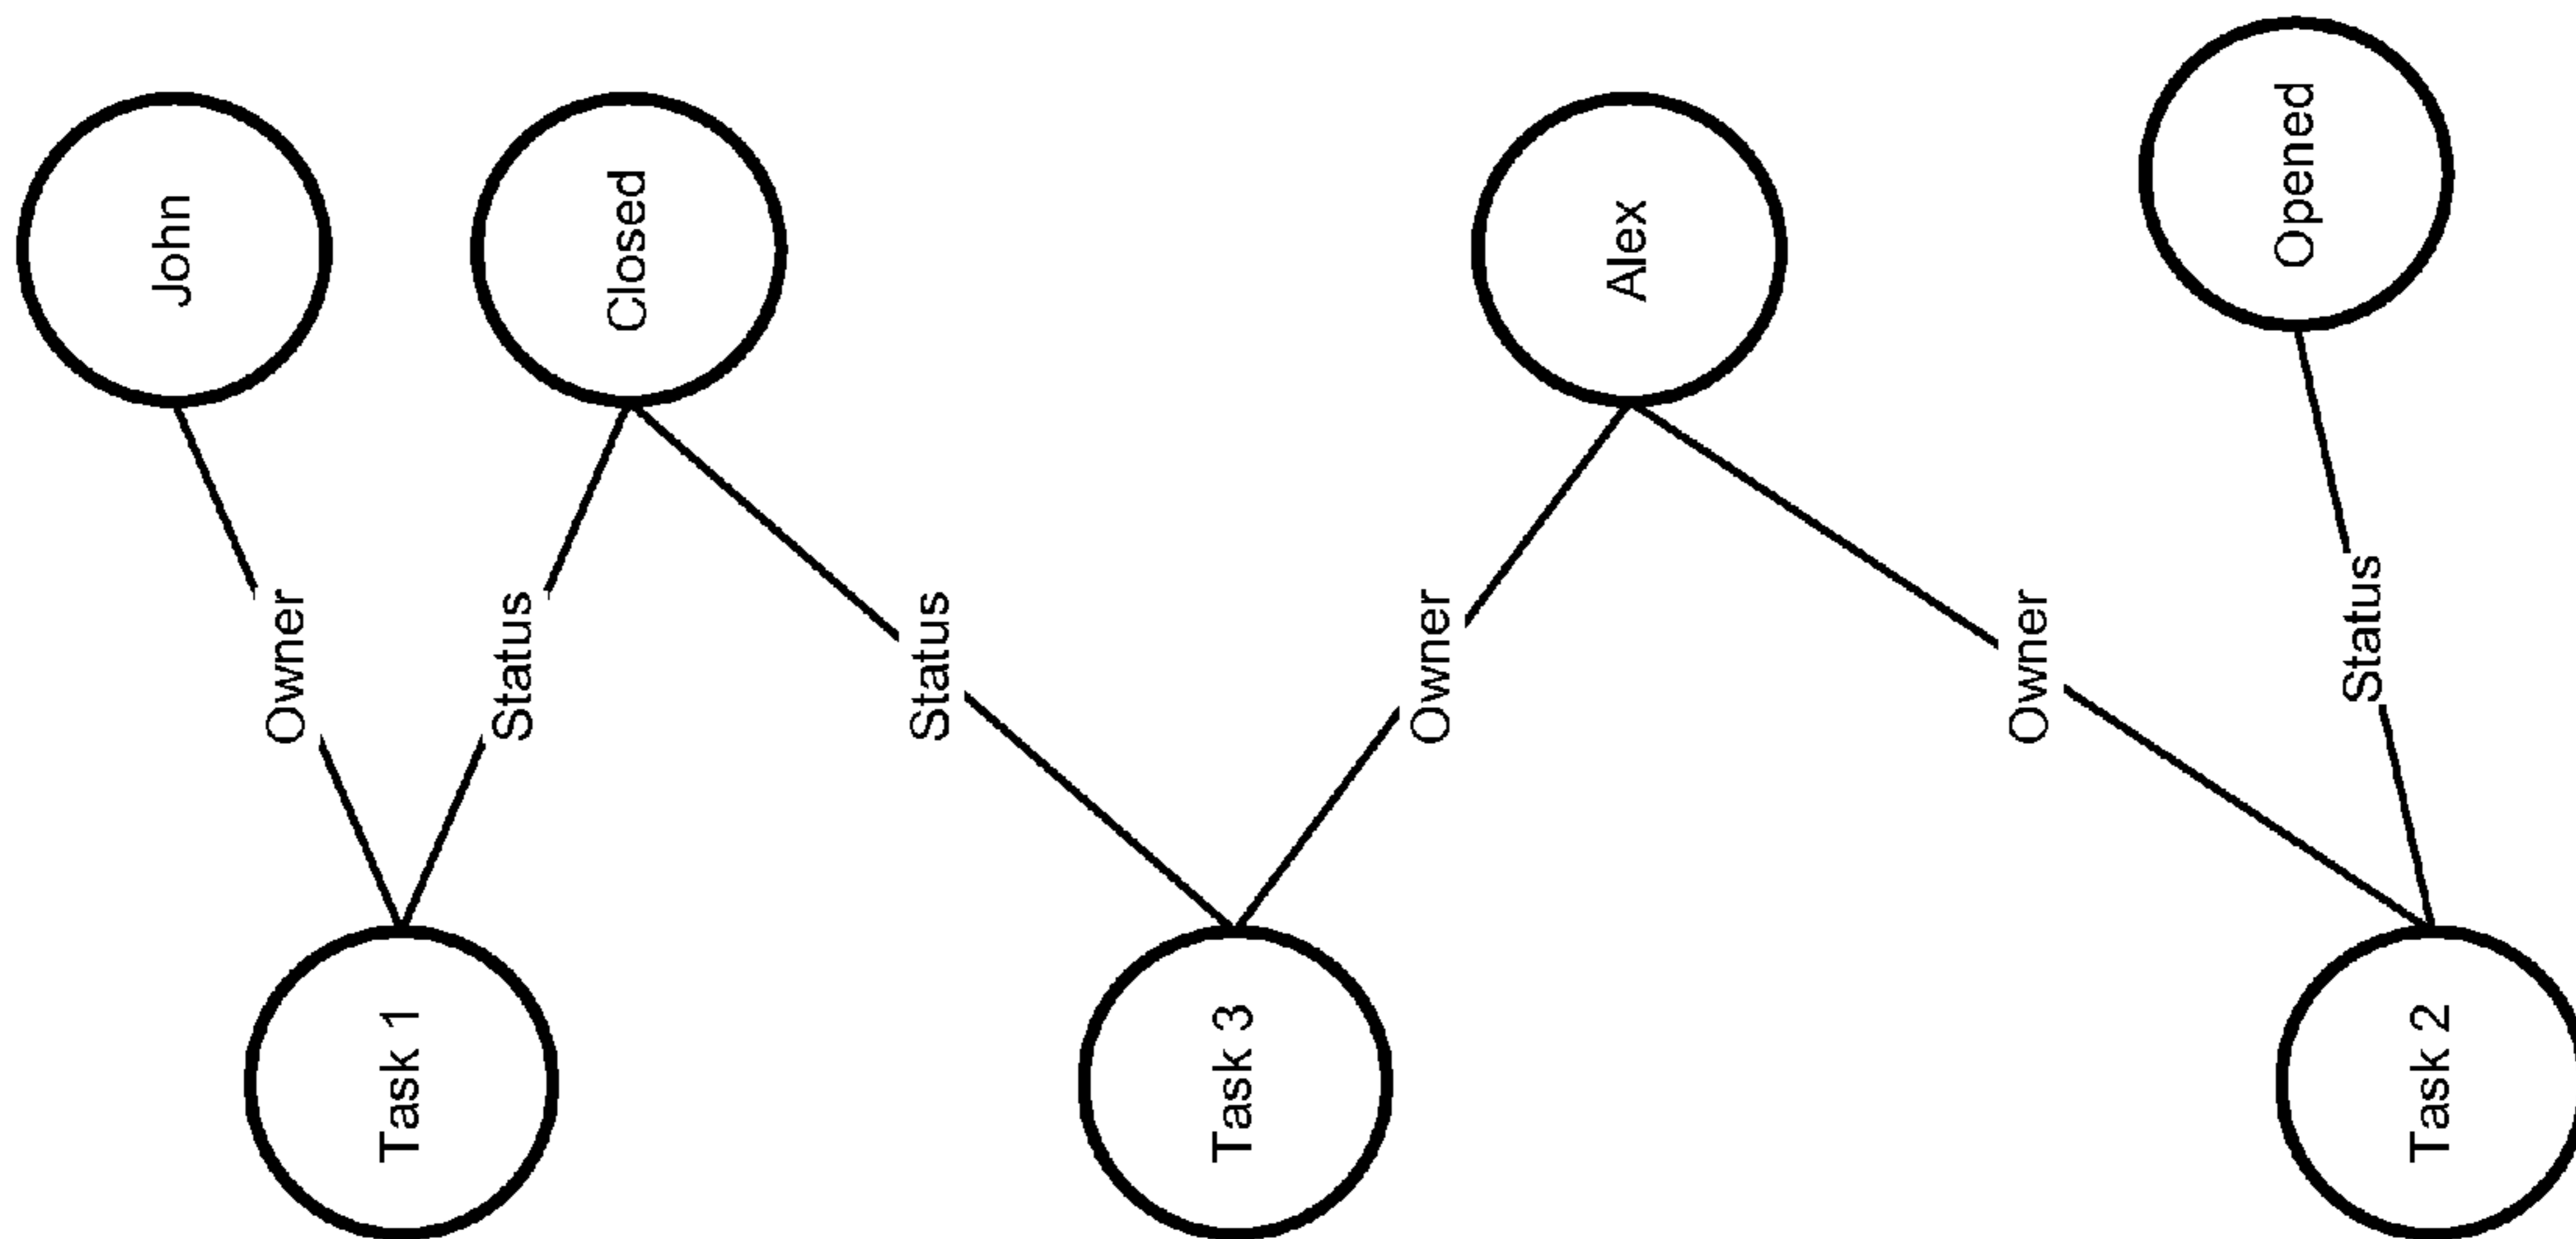 John
Closed
Alex
Opened
Owner
Status
Status
Owner
Owner
Status
Task 1
Task 3
Task 2